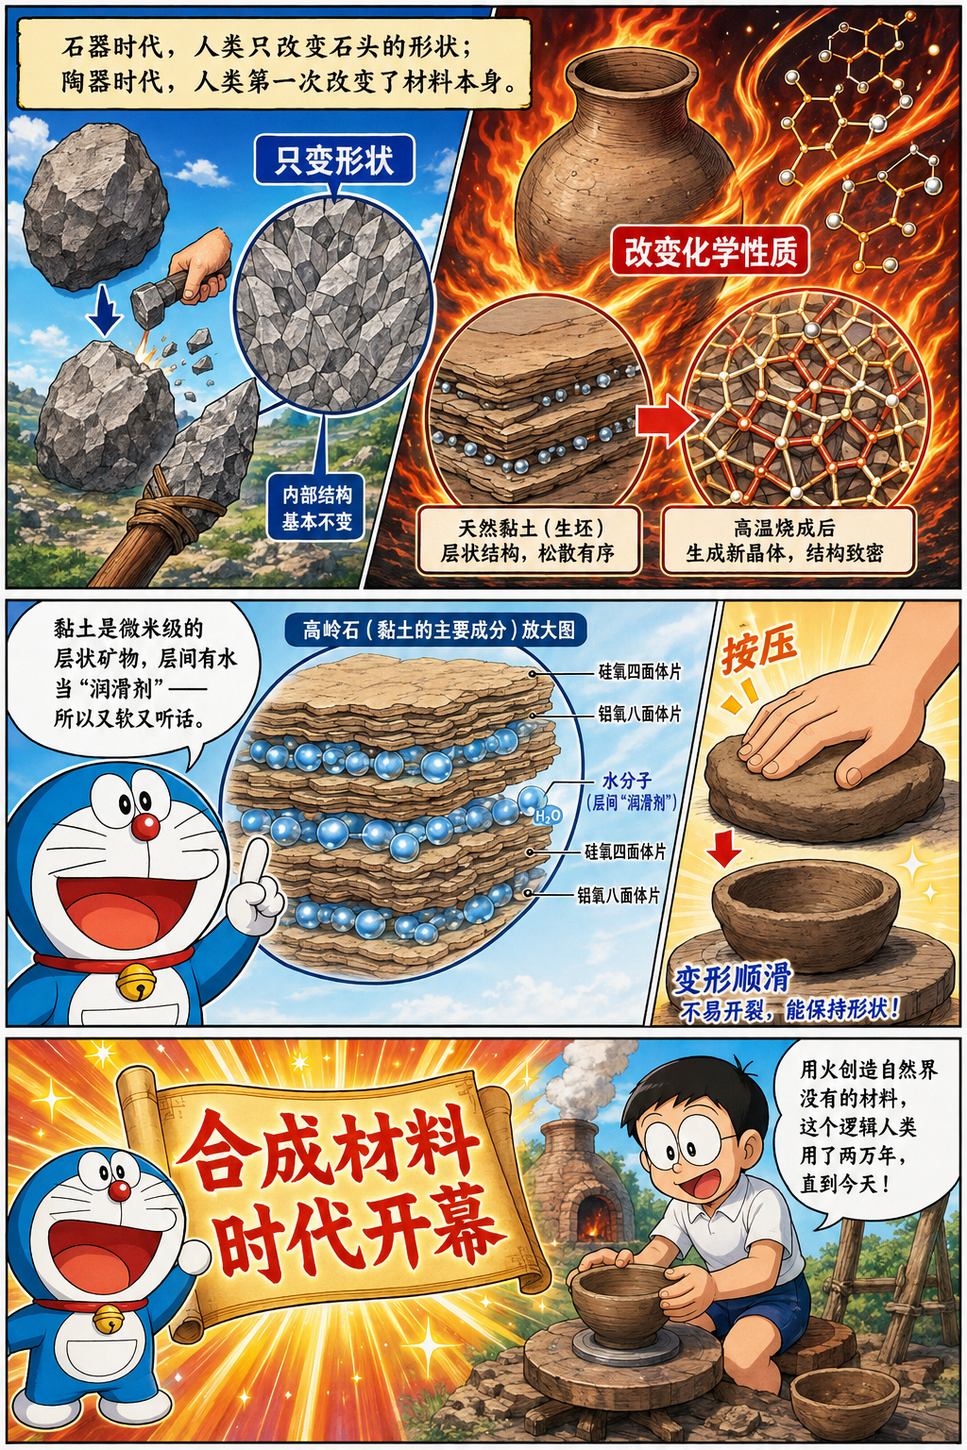 石器时代，人类只改变石头的形状；
陶器时代，人类第一次改变了材料本身。
只变形状
内部结构
基本不变
改变化学性质
天然黏土（生坯）
层状结构，松散有序
高温烧成后
生成新晶体，结构致密
黏土是微米级的
层状矿物，层间有水
当“润滑剂”——
所以又软又听话。
高岭石（黏土的主要成分）放大图
硅氧四面体片
铝氧八面体片
水分子
（层间“润滑剂”）
H₂O
硅氧四面体片
铝氧八面体片
按压
变形顺滑
不易开裂，能保持形状！
合成材料
时代开幕
用火创造自然界
没有的材料，
这个逻辑人类
用了两万年，
直到今天！